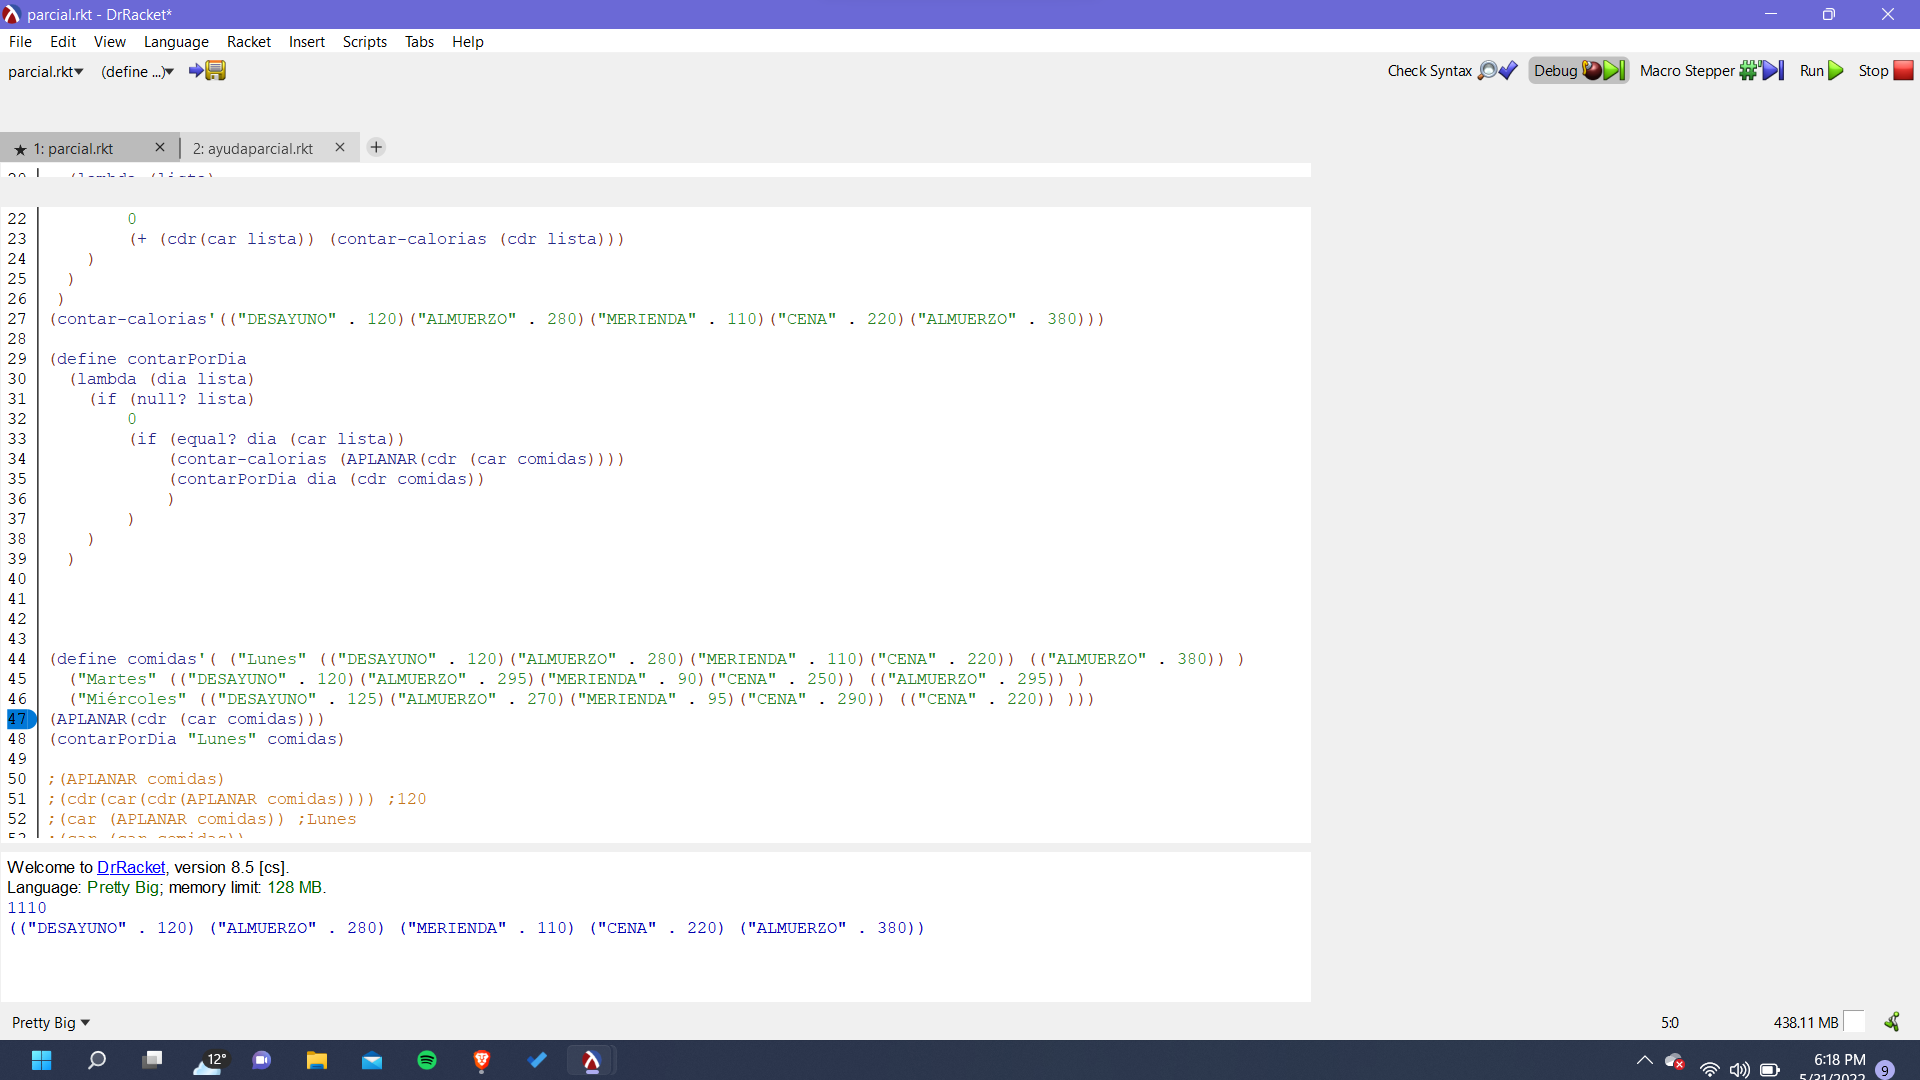 parcial.rkt - DrRacket*
File Edit View Language Racket Insert Scripts Tabs Help
parcial.rkt (define ...) Check Syntax Debug Macro Stepper Run Stop
1: parcial.rkt 2: ayudaparcial.rkt
20 (lambda (lista)
22 0
23 (+ (cdr(car lista)) (contar-calorias (cdr lista)))
24 )
25 )
26 )
27 (contar-calorias'(("DESAYUNO" . 120)("ALMUERZO" . 280)("MERIENDA" . 110)("CENA" . 220)("ALMUERZO" . 380)))
28
29 (define contarPorDia
30 (lambda (dia lista)
31 (if (null? lista)
32 0
33 (if (equal? dia (car lista))
34 (contar-calorias (APLANAR(cdr (car comidas))))
35 (contarPorDia dia (cdr comidas))
36 )
37 )
38 )
39 )
40
41
42
43
44 (define comidas'( ("Lunes" (("DESAYUNO" . 120)("ALMUERZO" . 280)("MERIENDA" . 110)("CENA" . 220)) (("ALMUERZO" . 380)) )
45 ("Martes" (("DESAYUNO" . 120)("ALMUERZO" . 295)("MERIENDA" . 90)("CENA" . 250)) (("ALMUERZO" . 295)) )
46 ("Miércoles" (("DESAYUNO" . 125)("ALMUERZO" . 270)("MERIENDA" . 95)("CENA" . 290)) (("CENA" . 220)) )))
47 (APLANAR(cdr (car comidas)))
48 (contarPorDia "Lunes" comidas)
49
50 ;(APLANAR comidas)
51 ;(cdr(car(cdr(APLANAR comidas)))) ;120
52 ;(car (APLANAR comidas)) ;Lunes
53 ;(car (car comidas))
Welcome to DrRacket, version 8.5 [cs].
Language: Pretty Big; memory limit: 128 MB.
1110
(("DESAYUNO" . 120) ("ALMUERZO" . 280) ("MERIENDA" . 110) ("CENA" . 220) ("ALMUERZO" . 380))
Pretty Big 5:0 438.11 MB
12° 6:18 PM
5/31/2022 9